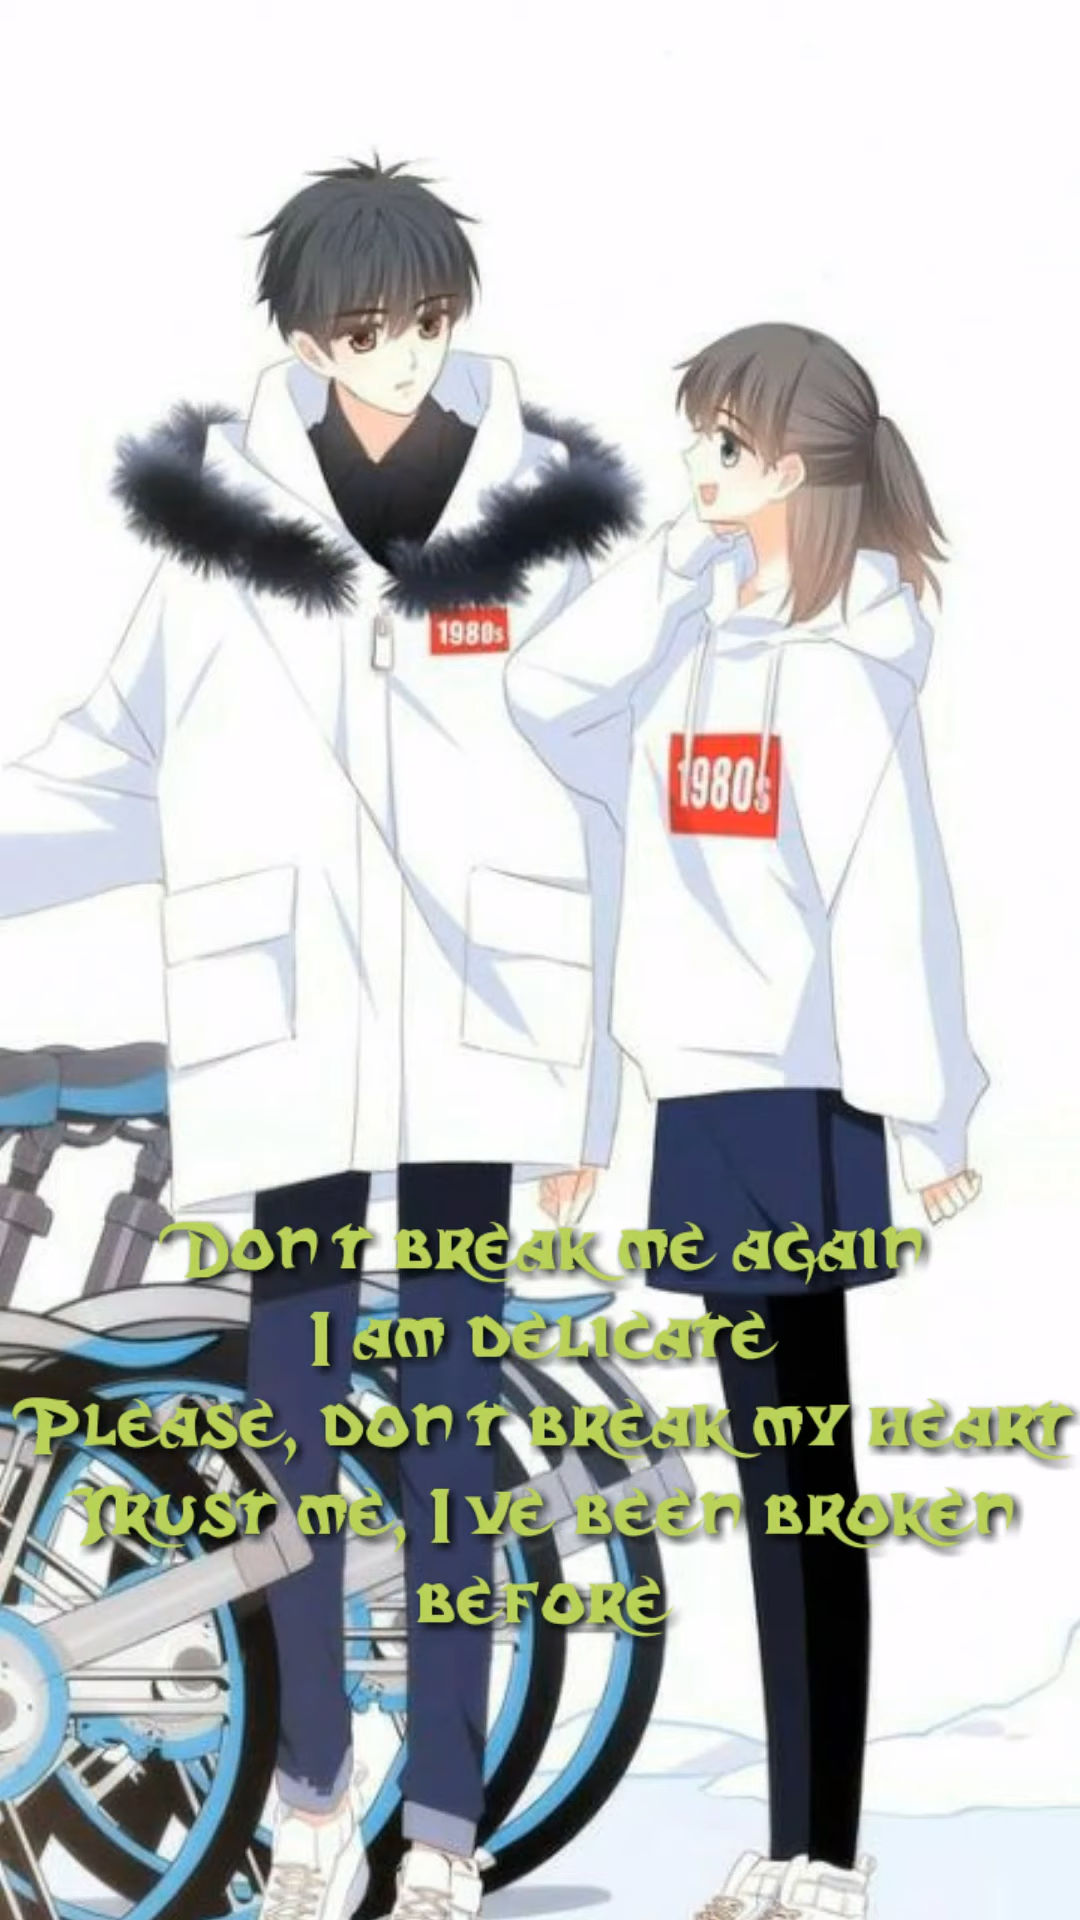 1980s
1980s
Don't break me again
I am delicate
Please, don't break my heart
Trust me, I've been broken
before